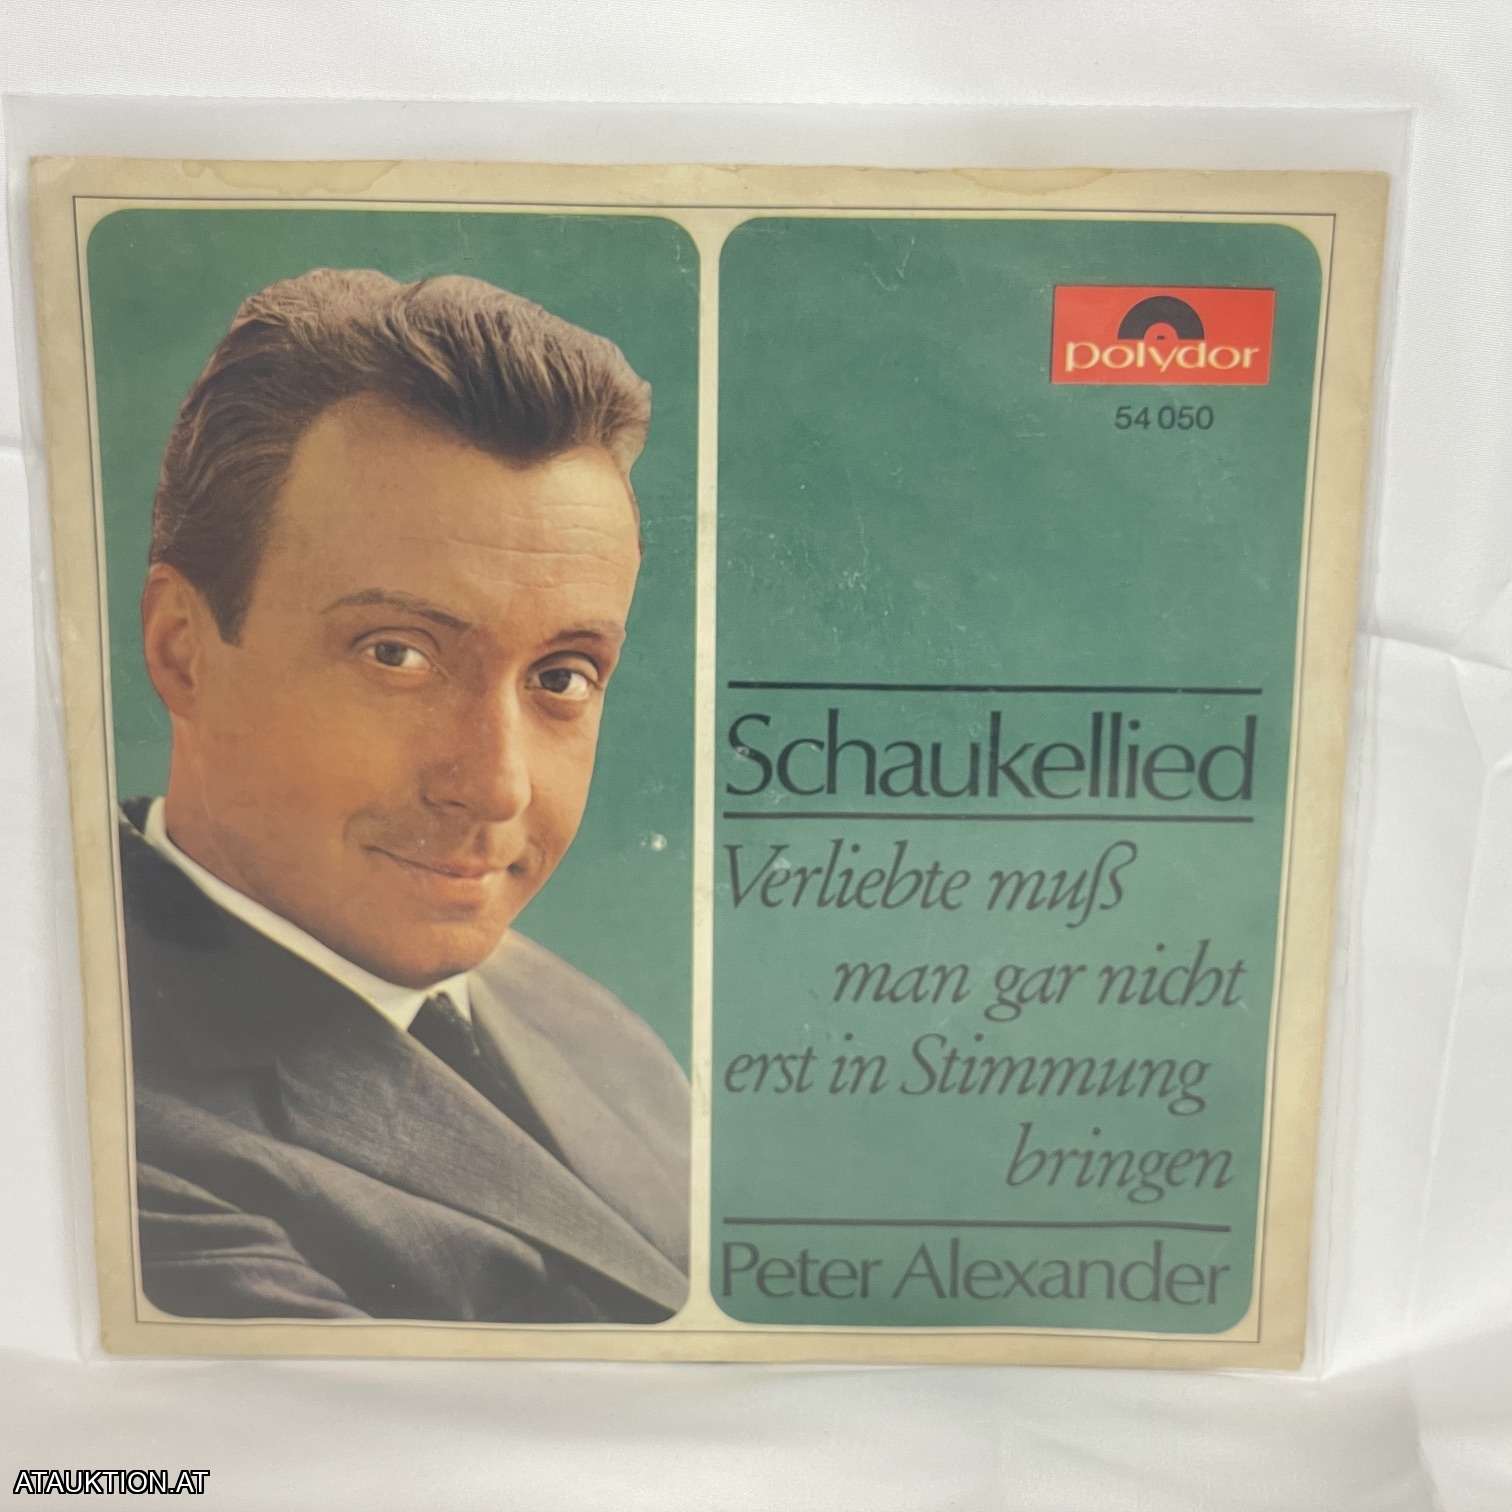 polydor
54 050
Schaukellied
Verliebte muß
man gar nicht
erst in Stimmung
bringen
Peter Alexander
ATAUKTION.AT